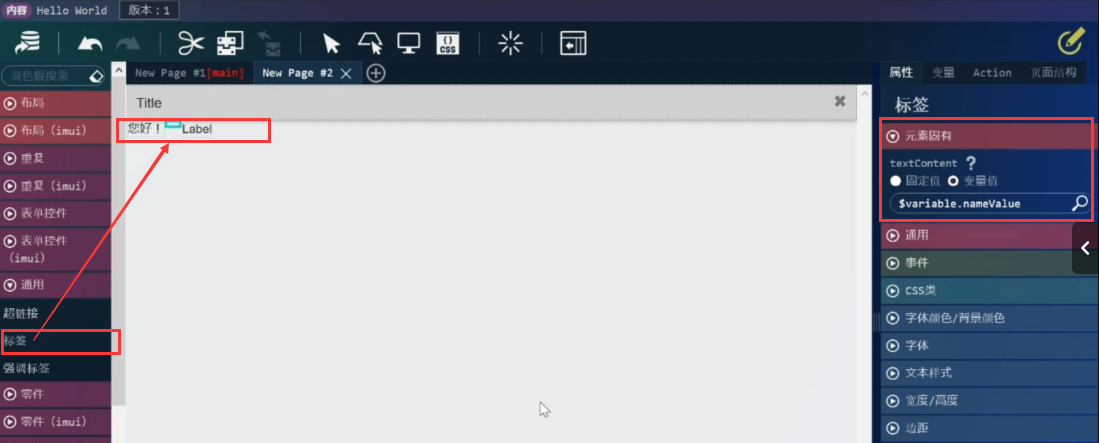 内容 Hello World 版本：1
{} CSS
调色板搜索
New Page #1[main] New Page #2
属性 变量 Action 页面结构
布局
布局 (imui)
重复
重复 (imui)
表单控件
表单控件 (imui)
通用
超链接
标签
强调标签
零件
零件 (imui)
Title
您好！ Label
标签
元素固有
textContent ?
固定值 变量值
$variable.nameValue
通用
事件
CSS类
字体颜色/背景颜色
字体
文本样式
宽度/高度
边距